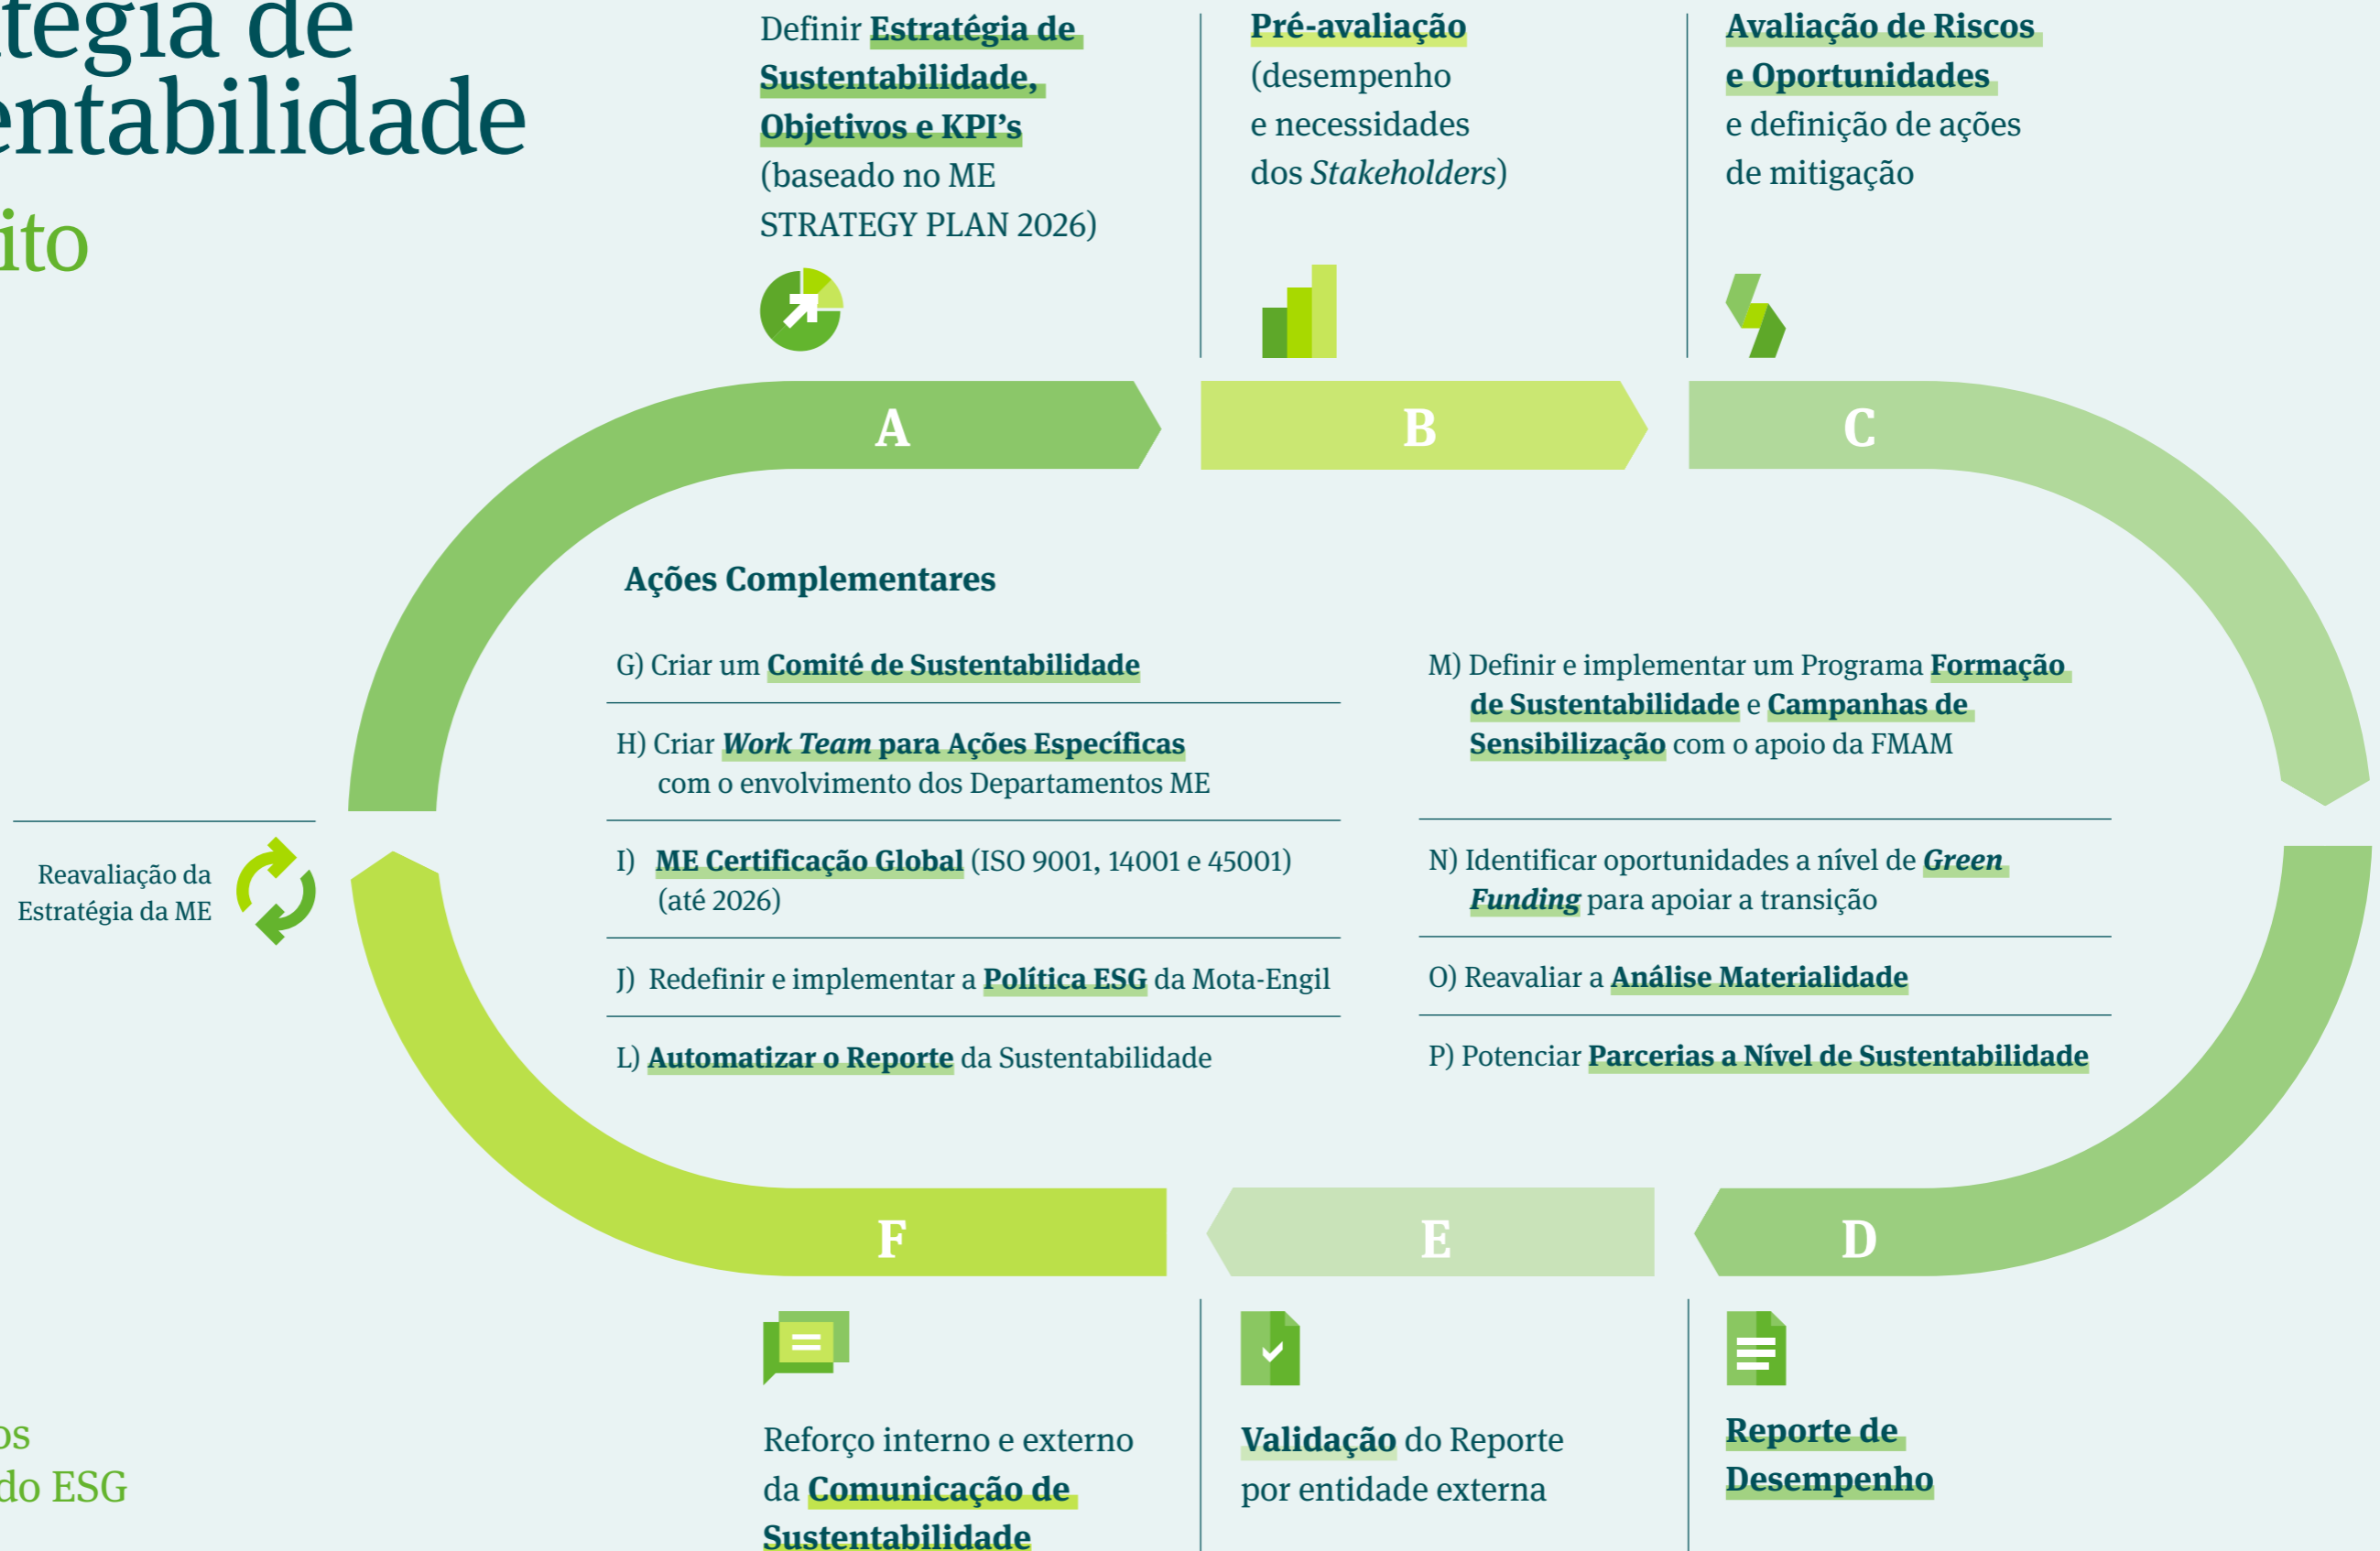 tégia de
entabilidade
ito
Definir Estratégia de
Sustentabilidade,
Objetivos e KPI’s
(baseado no ME
STRATEGY PLAN 2026)
Pré-avaliação
(desempenho
e necessidades
dos Stakeholders)
Avaliação de Riscos
e Oportunidades
e definição de ações
de mitigação
A
B
C
Ações Complementares
G) Criar um Comité de Sustentabilidade
H) Criar Work Team para Ações Específicas
com o envolvimento dos Departamentos ME
I) ME Certificação Global (ISO 9001, 14001 e 45001)
(até 2026)
J) Redefinir e implementar a Política ESG da Mota-Engil
L) Automatizar o Reporte da Sustentabilidade
M) Definir e implementar um Programa Formação
de Sustentabilidade e Campanhas de
Sensibilização com o apoio da FMAM
N) Identificar oportunidades a nível de Green
Funding para apoiar a transição
O) Reavaliar a Análise Materialidade
P) Potenciar Parcerias a Nível de Sustentabilidade
Reavaliação da
Estratégia da ME
F
E
D
Reforço interno e externo
da Comunicação de
Sustentabilidade
Validação do Reporte
por entidade externa
Reporte de
Desempenho
os
do ESG